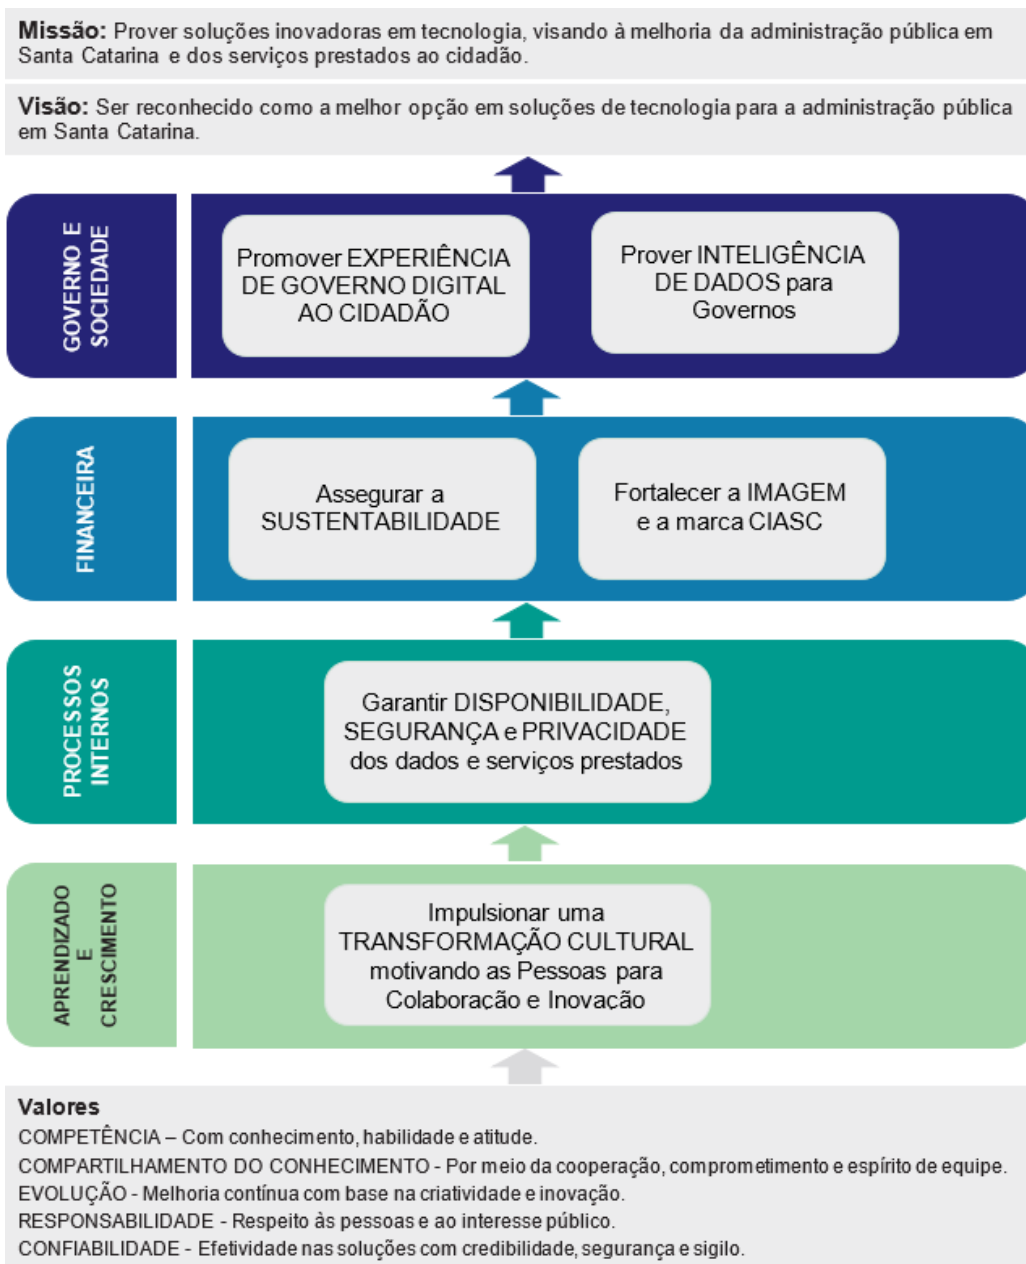 Missão: Prover soluções inovadoras em tecnologia, visando à melhoria da administração pública em
Santa Catarina e dos serviços prestados ao cidadão.
Visão: Ser reconhecido como a melhor opção em soluções de tecnologia para a administração pública
em Santa Catarina.
GOVERNO E
SOCIEDADE
Promover EXPERIÊNCIA
DE GOVERNO DIGITAL
AO CIDADÃO
Prover INTELIGÊNCIA
DE DADOS para
Governos
FINANCEIRA
Assegurar a
SUSTENTABILIDADE
Fortalecer a IMAGEM
e a marca CIASC
PROCESSOS
INTERNOS
Garantir DISPONIBILIDADE,
SEGURANÇA e PRIVACIDADE
dos dados e serviços prestados
APRENDIZADO
E
CRESCIMENTO
Impulsionar uma
TRANSFORMAÇÃO CULTURAL
motivando as Pessoas para
Colaboração e Inovação
Valores
COMPETÊNCIA – Com conhecimento, habilidade e atitude.
COMPARTILHAMENTO DO CONHECIMENTO - Por meio da cooperação, comprometimento e espírito de equipe.
EVOLUÇÃO - Melhoria contínua com base na criatividade e inovação.
RESPONSABILIDADE - Respeito às pessoas e ao interesse público.
CONFIABILIDADE - Efetividade nas soluções com credibilidade, segurança e sigilo.